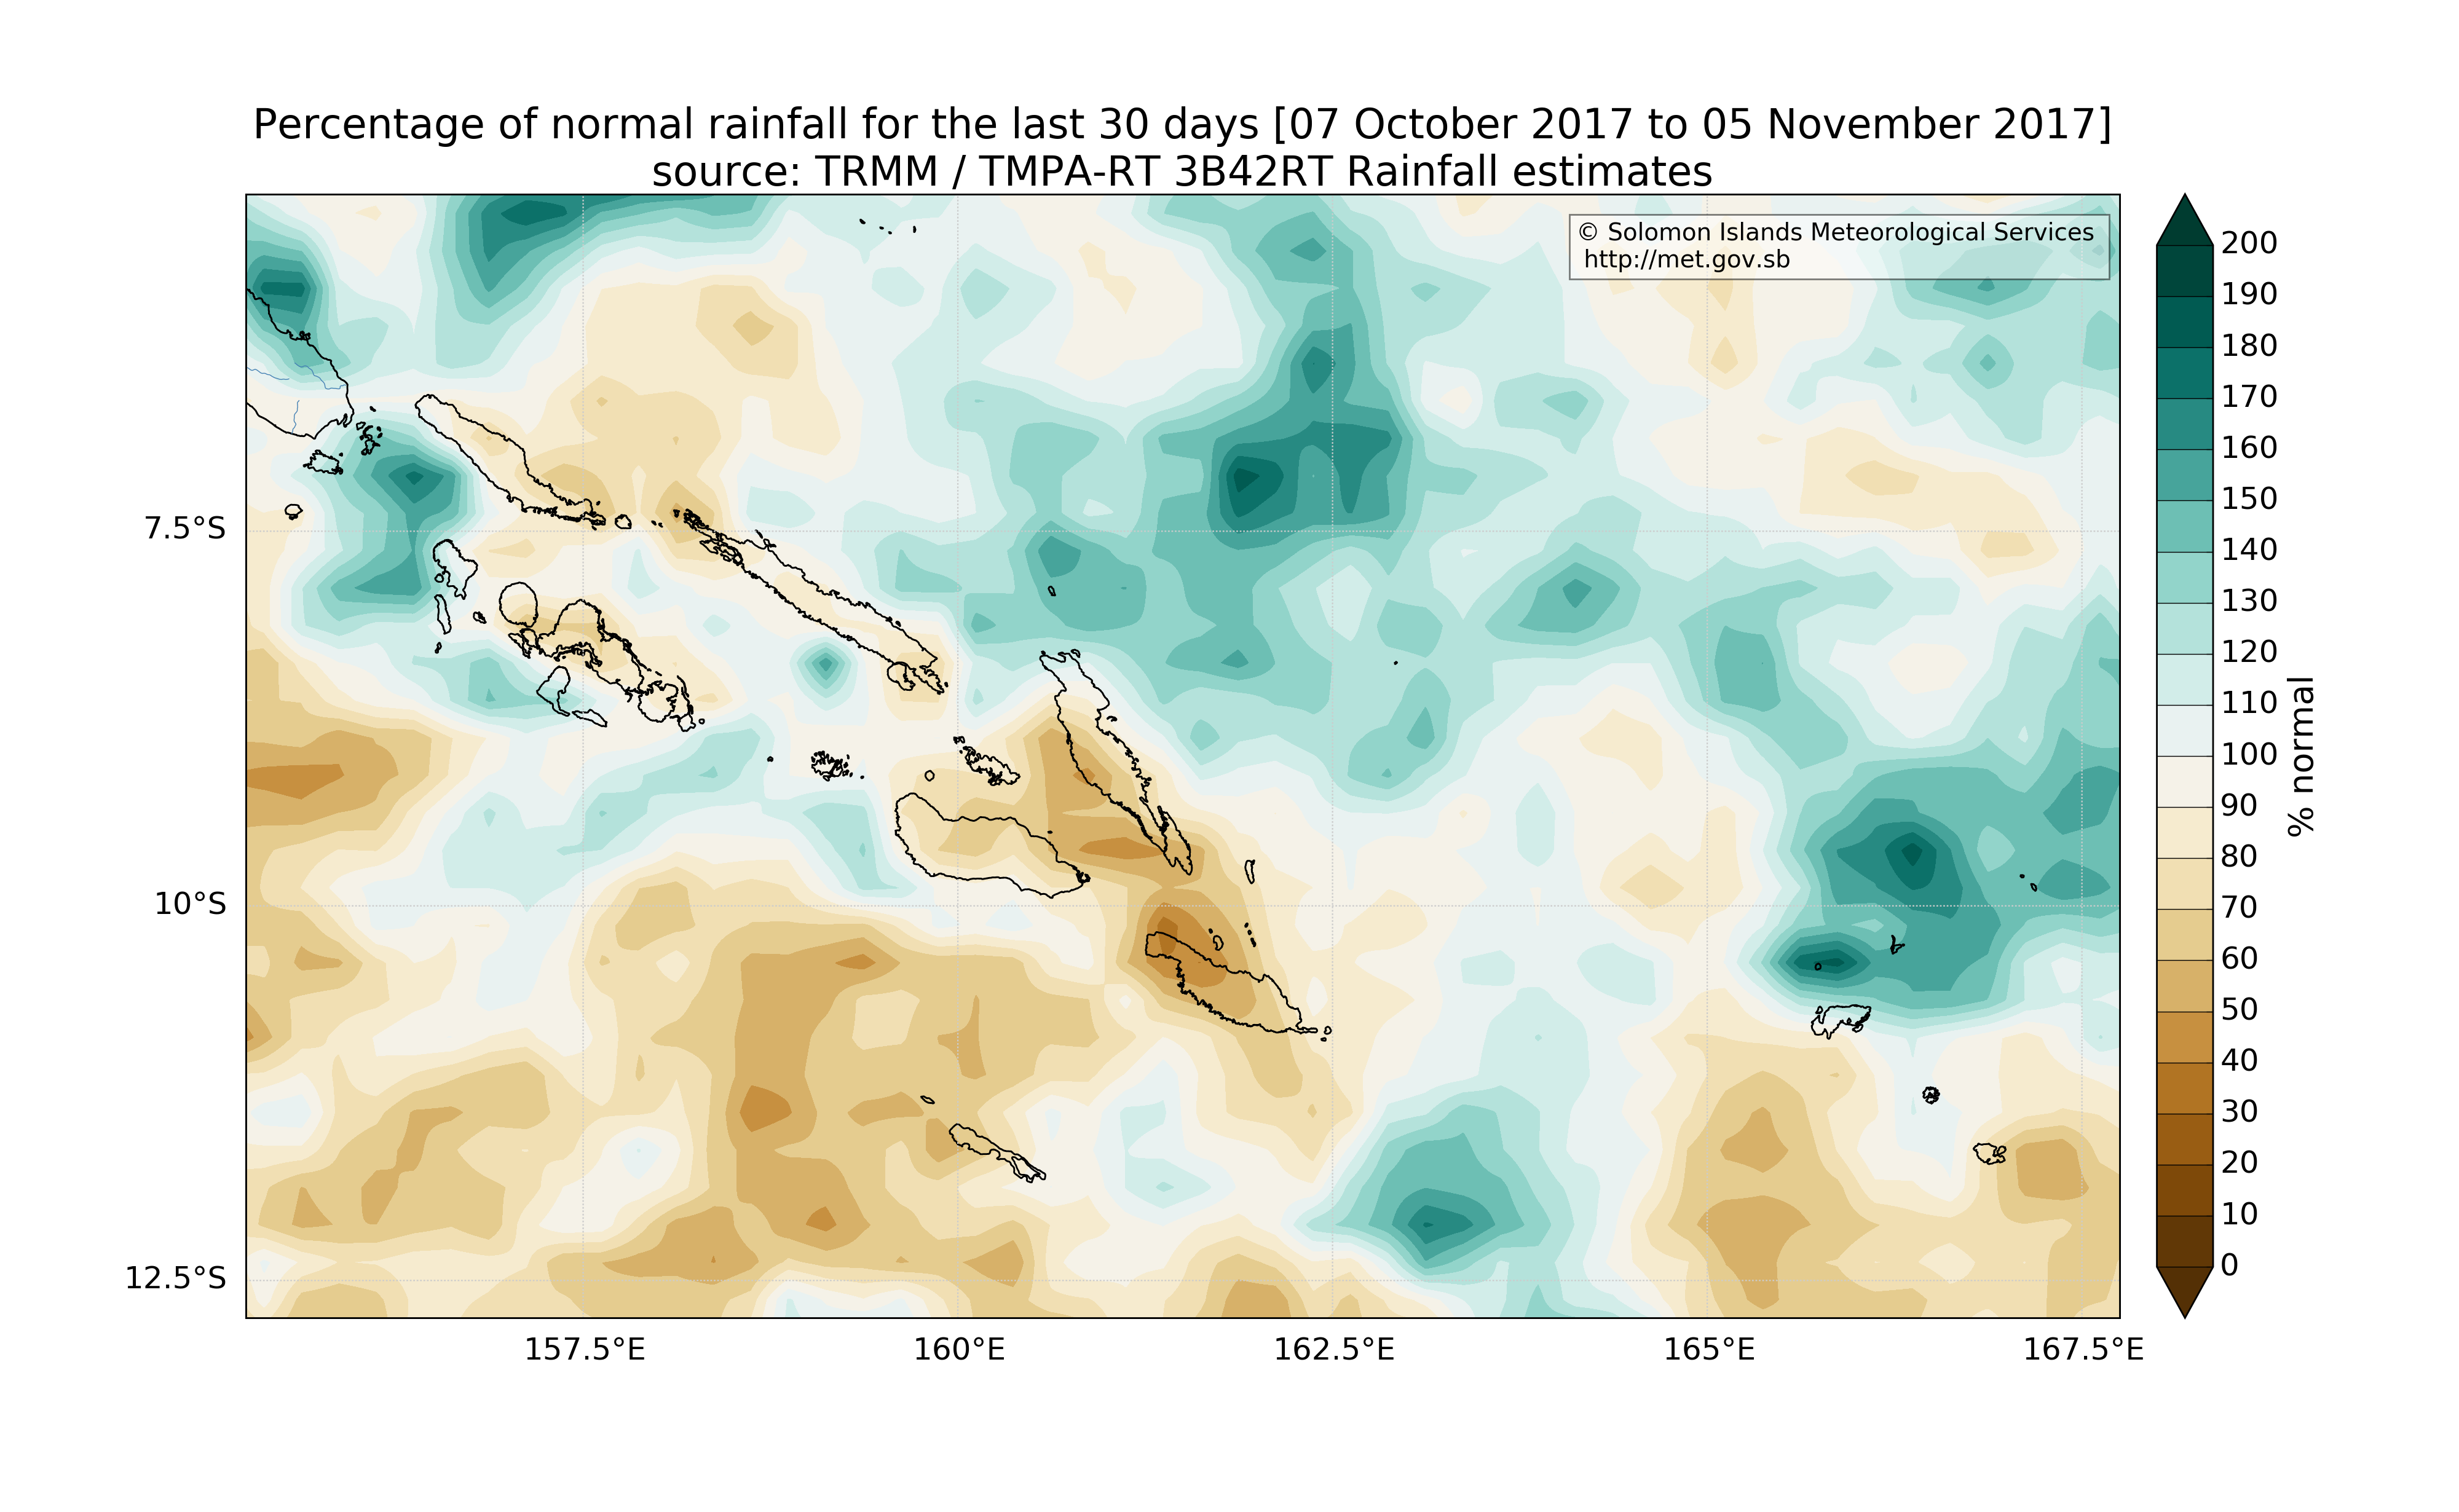 Percentage of normal rainfall for the last 30 days [07 October 2017 to 05 November 2017]
source: TRMM / TMPA-RT 3B42RT Rainfall estimates
© Solomon Islands Meteorological Services
http://met.gov.sb
7.5°S
10°S
12.5°S
157.5°E
160°E
162.5°E
165°E
167.5°E
200
190
180
170
160
150
140
130
120
110
100
90
80
70
60
50
40
30
20
10
0
% normal